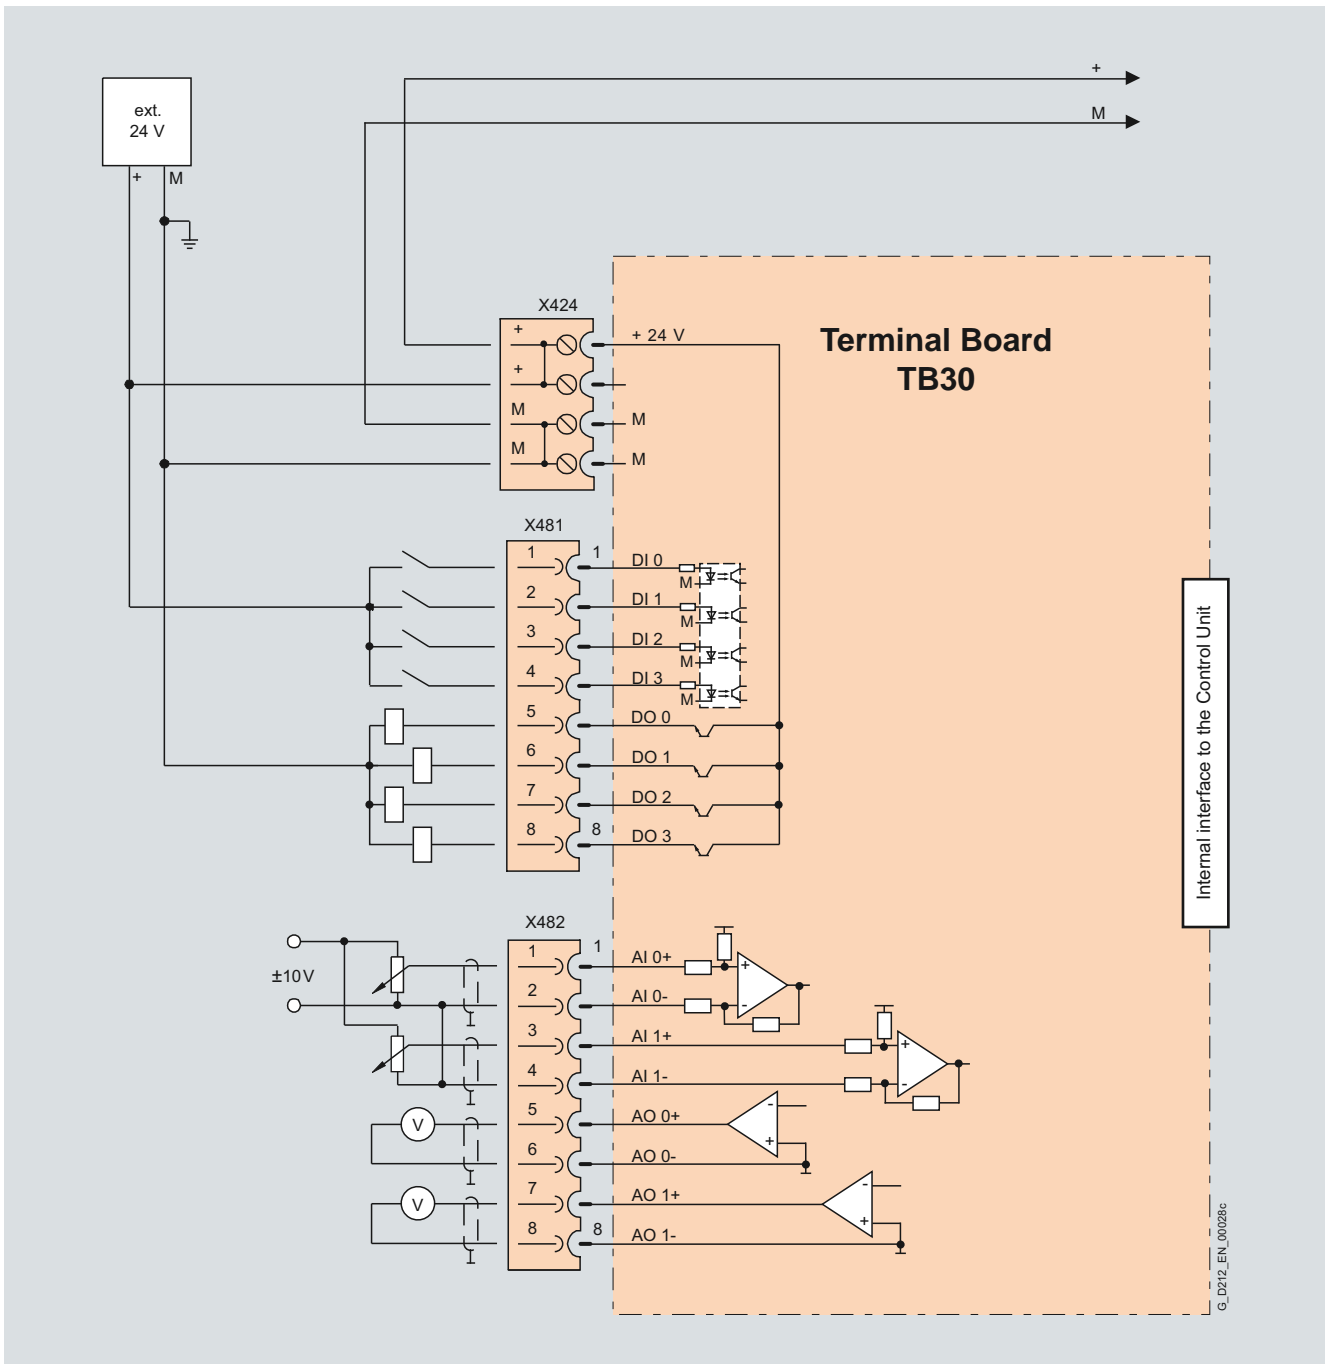 +
M
ext.
24 V
+ M
X424
+ + 24 V
+
M M
M M
Terminal Board
TB30
X481
1 1 DI 0
M
2 DI 1
M
3 DI 2
M
4 DI 3
M
5 DO 0
6 DO 1
7 DO 2
8 8 DO 3
Internal interface to the Control Unit
X482
±10 V
1 1 AI 0+ +
2 AI 0- -
3 AI 1+ +
4 AI 1- -
V 5 AO 0+ -
6 AO 0- +
V 7 AO 1+ -
8 8 AO 1- +
G_D212_EN_00028c